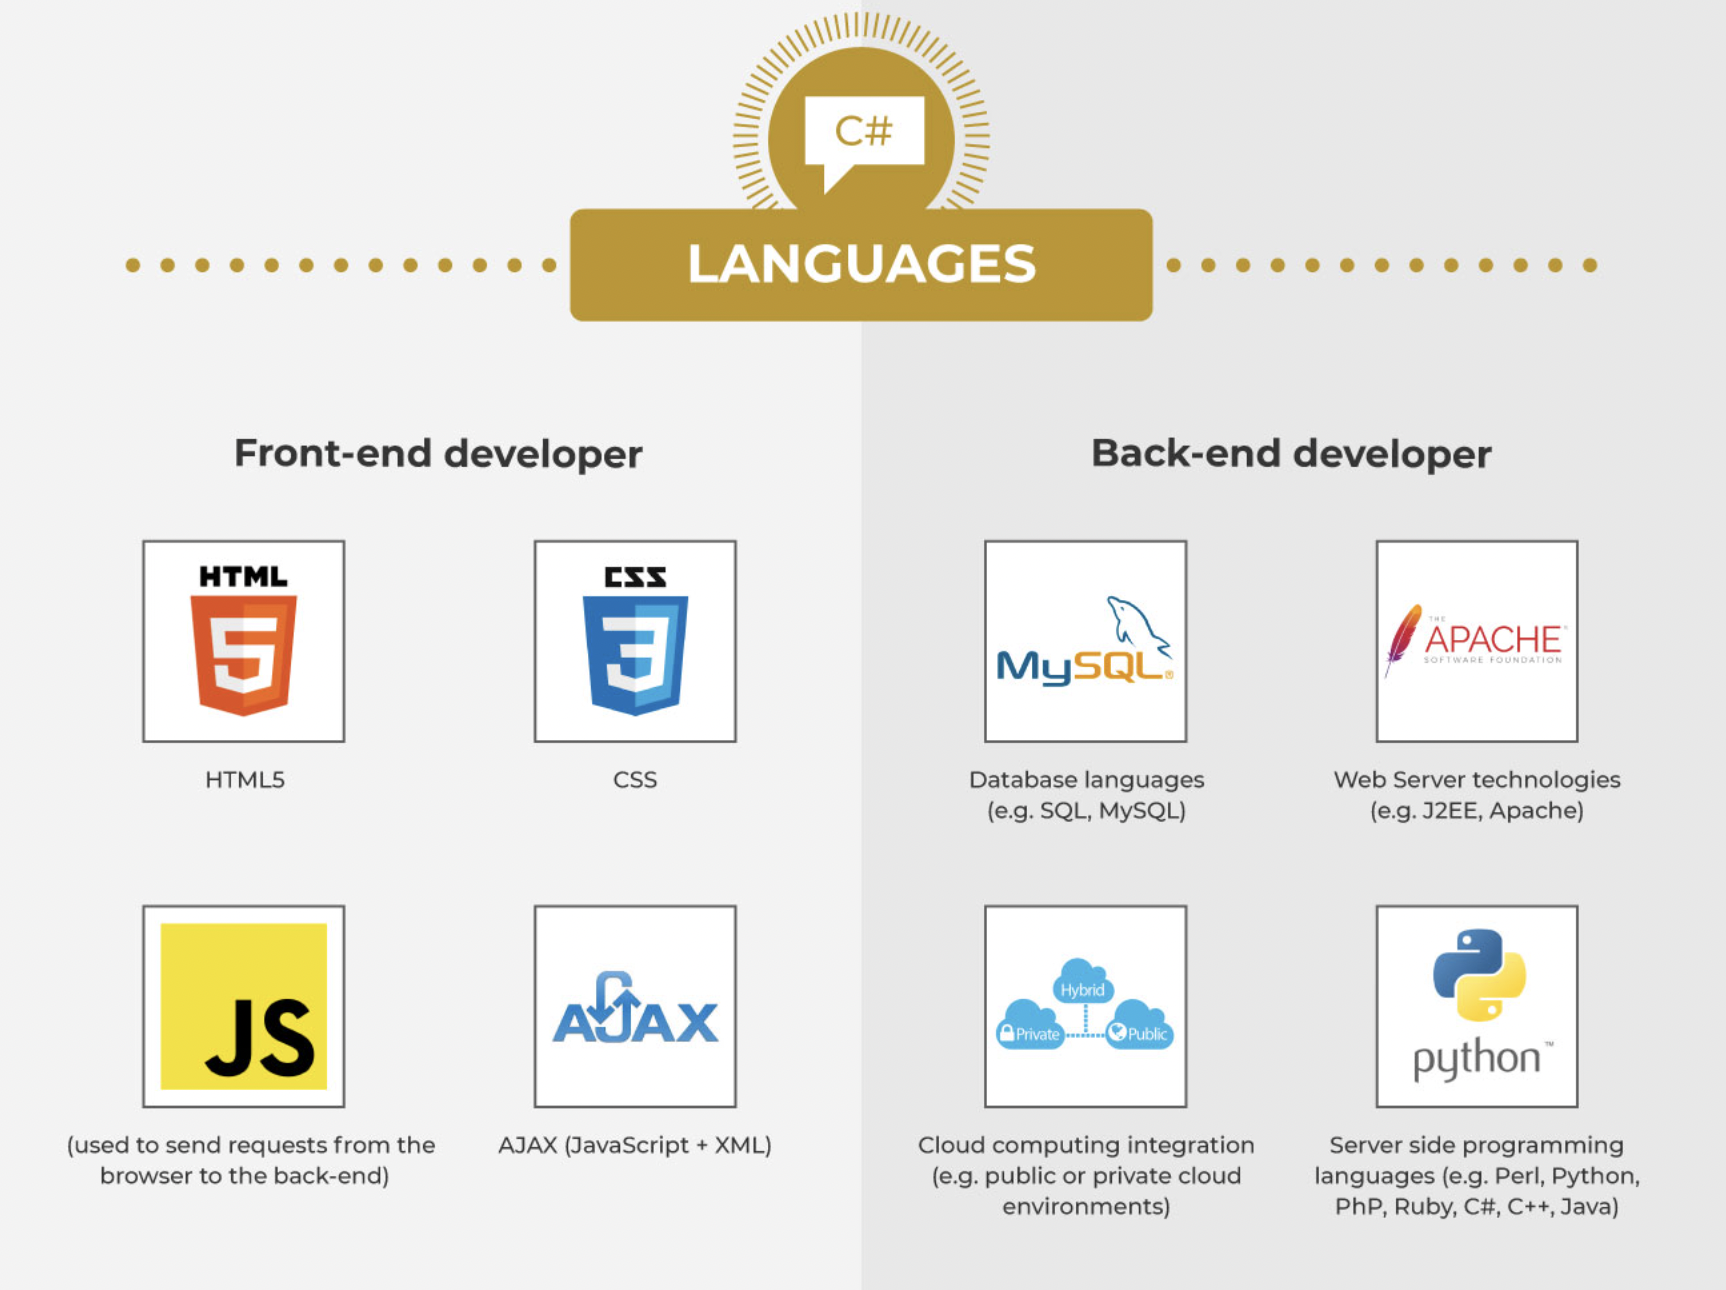 C#
LANGUAGES
Front-end developer
Back-end developer
HTML
5
CSS
3
MySQL®
THE
APACHE®
SOFTWARE FOUNDATION
HTML5
CSS
Database languages
(e.g. SQL, MySQL)
Web Server technologies
(e.g. J2EE, Apache)
JS
AJAX
Hybrid
Private
Public
python™
(used to send requests from the
browser to the back-end)
AJAX (JavaScript + XML)
Cloud computing integration
(e.g. public or private cloud
environments)
Server side programming
languages (e.g. Perl, Python,
PhP, Ruby, C#, C++, Java)